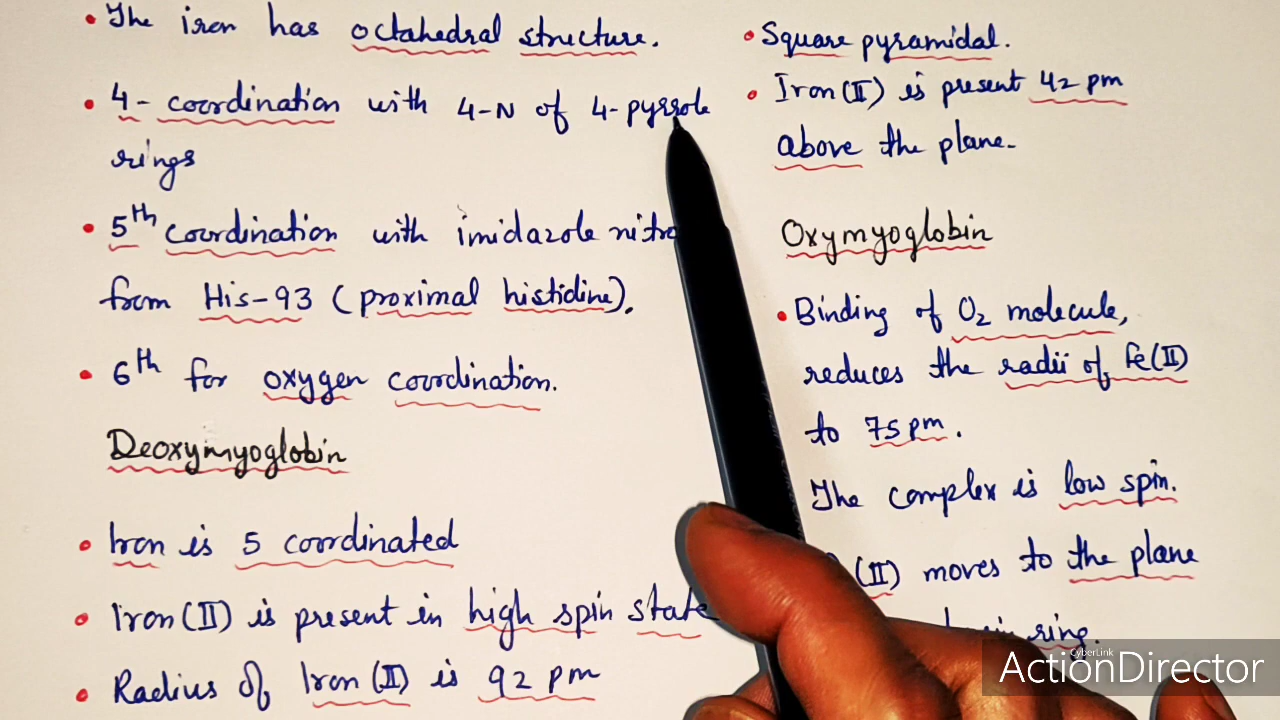 The iron has octahedral structure.
4-coordination with 4-N of 4-pyrrole
rings
5th coordination with imidazole
from His-93 (proximal histidine).
6th for oxygen coordination.
Deoxymyoglobin
Iron is 5 coordinated
Iron(II) is present in high spin state
Radius of Iron(II) is 92 pm
Square pyramidal.
Iron(II) is present 42 pm
above the plane.
Oxymyoglobin
Binding of O2 molecule,
reduces the radii of Fe(II)
to 75pm.
The complex is low spin.
(II) moves to the plane
ring.
CyberLink
ActionDirector